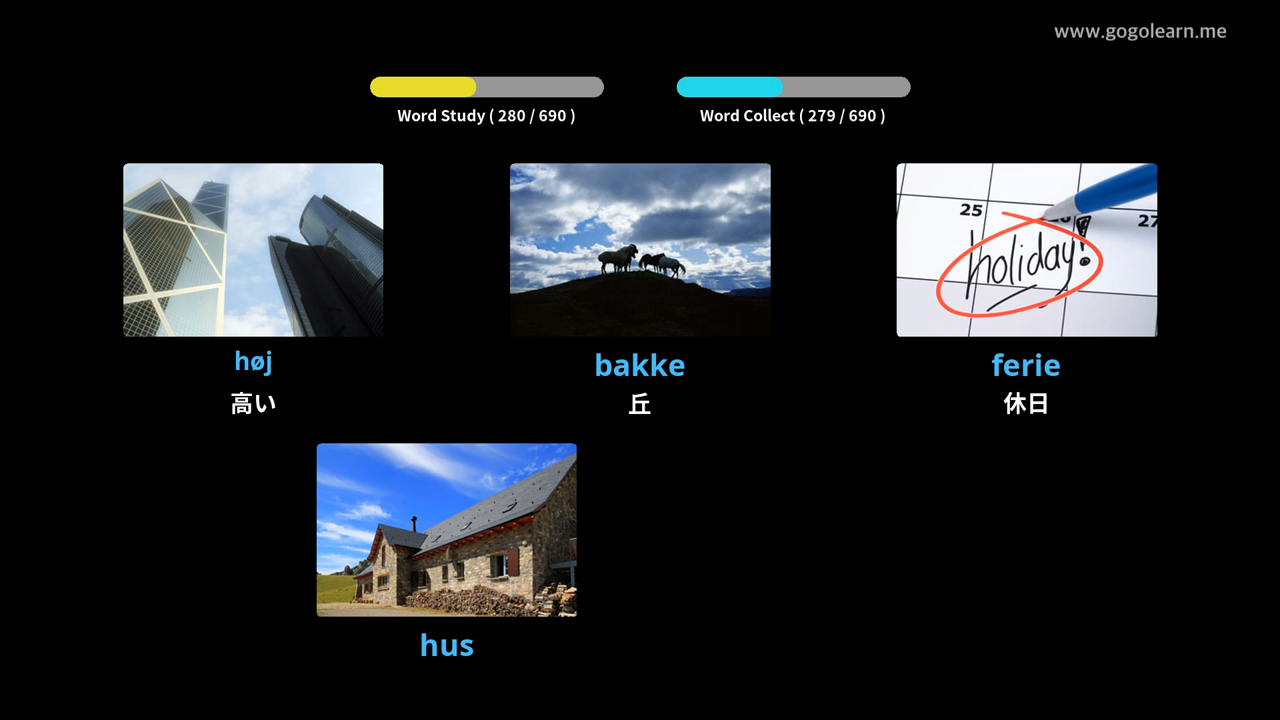 www.gogolearn.me
Word Study ( 280 / 690 )
Word Collect ( 279 / 690 )
25
27
holiday!
høj
bakke
ferie
高い
丘
休日
hus